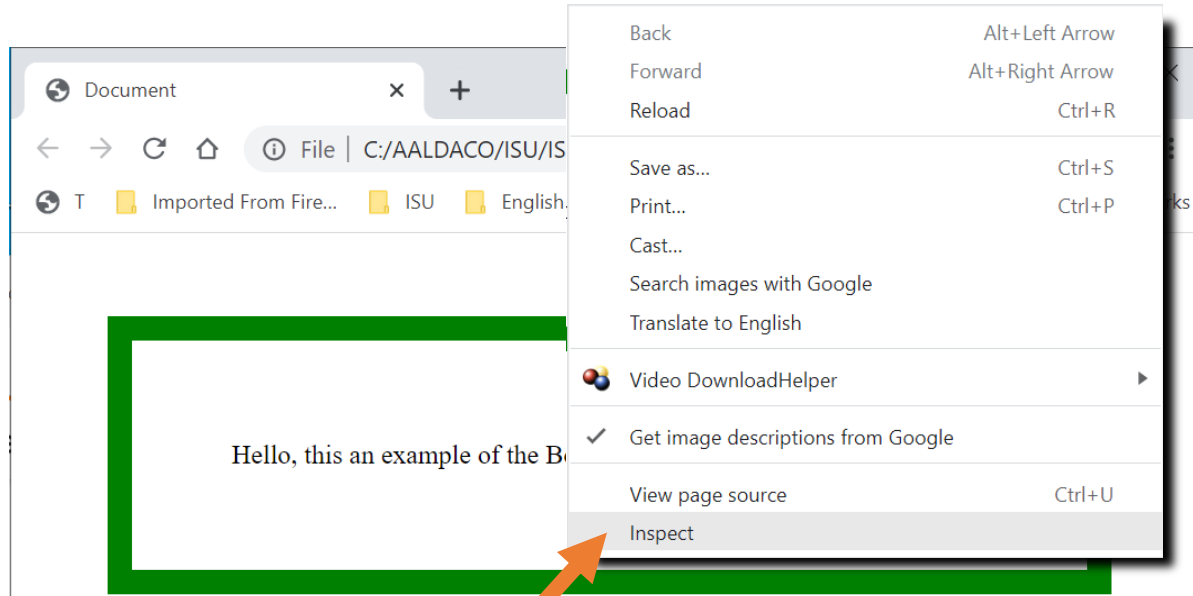 Document
File | C:/AALDACO/ISU/IS
T Imported From Fire... ISU English.
rks
Hello, this an example of the B
Back Alt+Left Arrow
Forward Alt+Right Arrow
Reload Ctrl+R
Save as... Ctrl+S
Print... Ctrl+P
Cast...
Search images with Google
Translate to English
Video DownloadHelper
Get image descriptions from Google
View page source Ctrl+U
Inspect